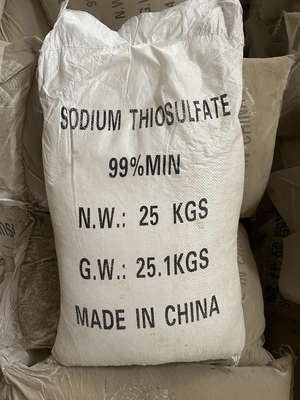 SODIUM THIOSULFATE
99%MIN
N.W.: 25 KGS
G.W.: 25.1KGS
MADE IN CHINA